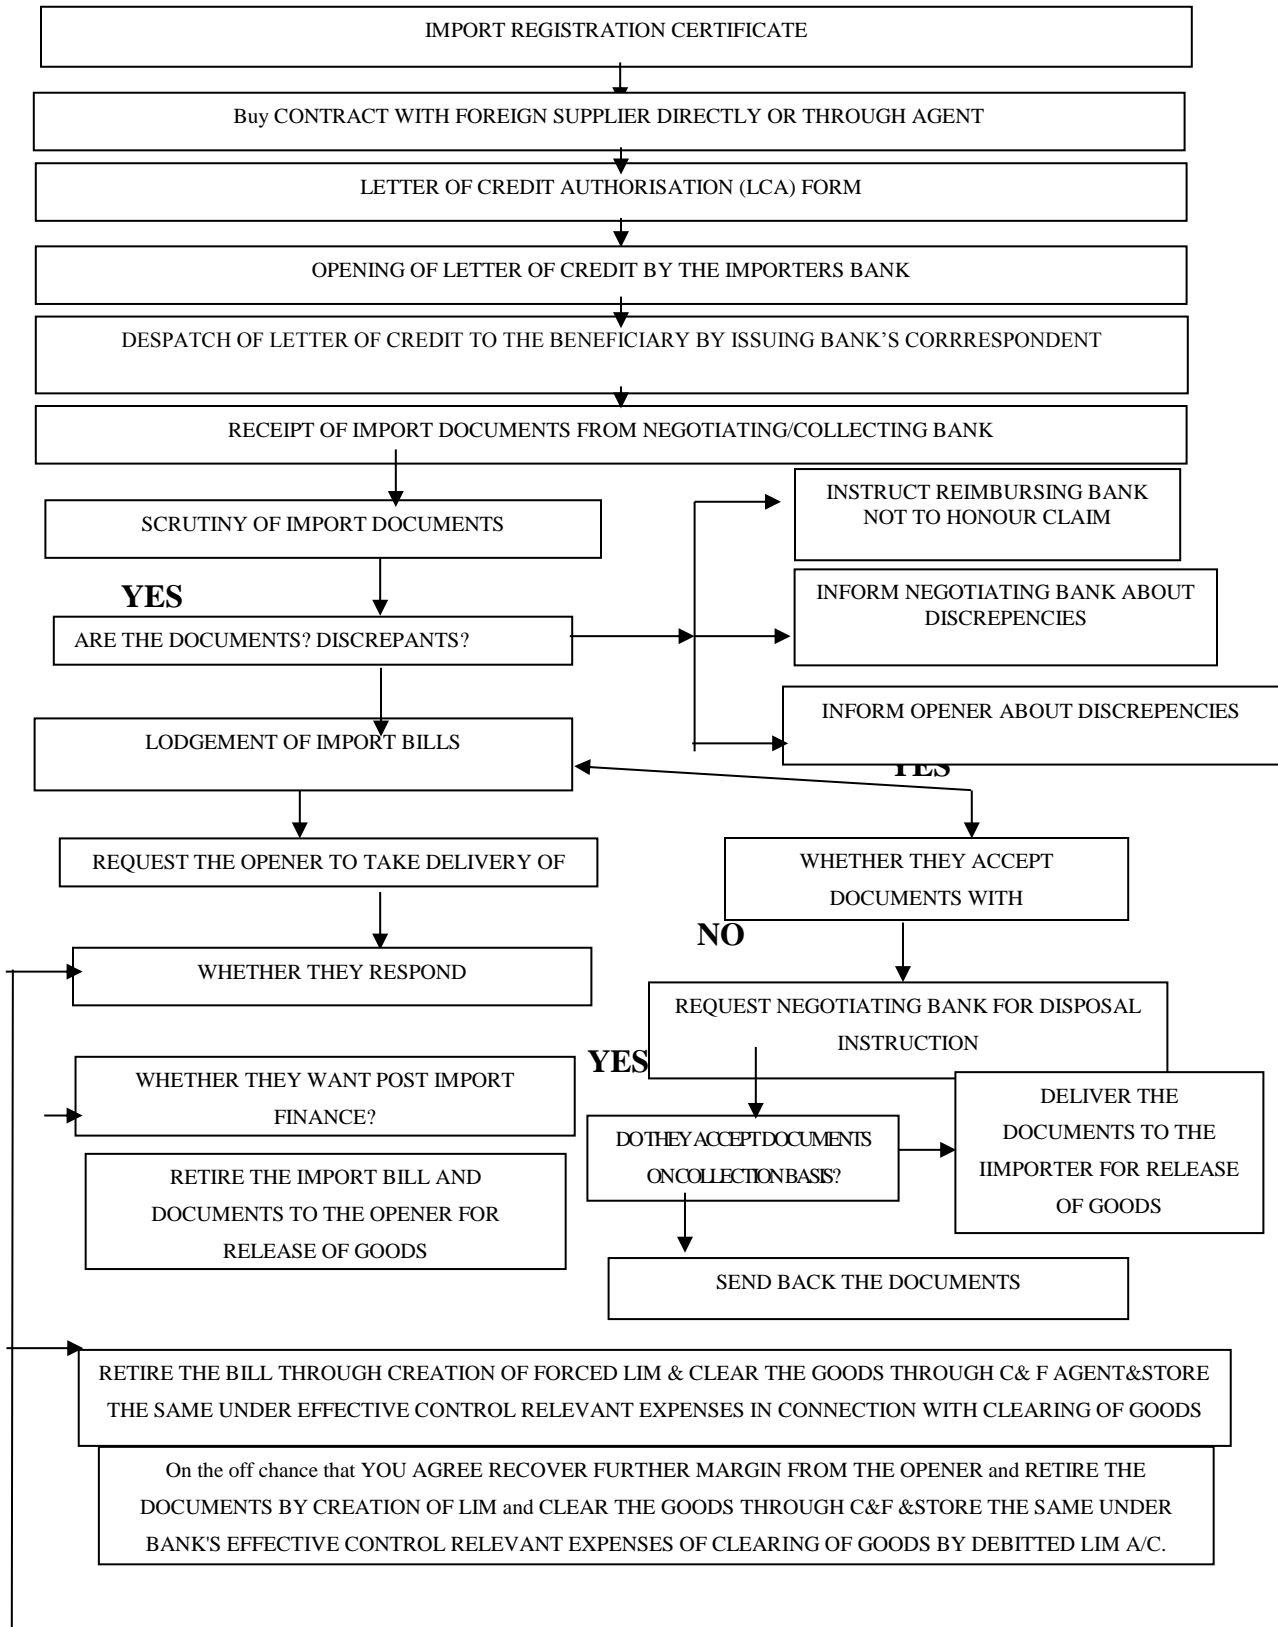 IMPORT REGISTRATION CERTIFICATE
Buy CONTRACT WITH FOREIGN SUPPLIER DIRECTLY OR THROUGH AGENT
LETTER OF CREDIT AUTHORISATION (LCA) FORM
OPENING OF LETTER OF CREDIT BY THE IMPORTERS BANK
DESPATCH OF LETTER OF CREDIT TO THE BENEFICIARY BY ISSUING BANK'S CORRRESPONDENT
RECEIPT OF IMPORT DOCUMENTS FROM NEGOTIATING/COLLECTING BANK
SCRUTINY OF IMPORT DOCUMENTS
INSTRUCT REIMBURSING BANK
NOT TO HONOUR CLAIM
YES
INFORM NEGOTIATING BANK ABOUT
DISCREPENCIES
ARE THE DOCUMENTS? DISCREPANTS?
INFORM OPENER ABOUT DISCREPENCIES
LODGEMENT OF IMPORT BILLS
YES
REQUEST THE OPENER TO TAKE DELIVERY OF
WHETHER THEY ACCEPT
DOCUMENTS WITH
NO
WHETHER THEY RESPOND
REQUEST NEGOTIATING BANK FOR DISPOSAL
INSTRUCTION
YES
WHETHER THEY WANT POST IMPORT
FINANCE?
DO THEY ACCEPT DOCUMENTS
ON COLLECTION BASIS?
DELIVER THE
DOCUMENTS TO THE
IIMPORTER FOR RELEASE
OF GOODS
RETIRE THE IMPORT BILL AND
DOCUMENTS TO THE OPENER FOR
RELEASE OF GOODS
SEND BACK THE DOCUMENTS
RETIRE THE BILL THROUGH CREATION OF FORCED LIM & CLEAR THE GOODS THROUGH C& F AGENT&STORE
THE SAME UNDER EFFECTIVE CONTROL RELEVANT EXPENSES IN CONNECTION WITH CLEARING OF GOODS
On the off chance that YOU AGREE RECOVER FURTHER MARGIN FROM THE OPENER and RETIRE THE
DOCUMENTS BY CREATION OF LIM and CLEAR THE GOODS THROUGH C&F &STORE THE SAME UNDER
BANK'S EFFECTIVE CONTROL RELEVANT EXPENSES OF CLEARING OF GOODS BY DEBITTED LIM A/C.